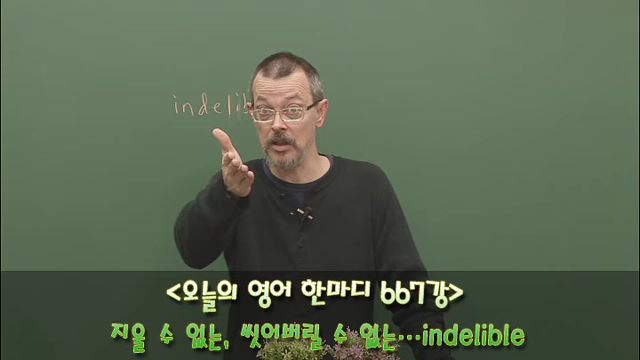 indelib
<오늘의 영어 한마디 667강>
지울 수 없는, 씻어버릴 수 없는…indelible